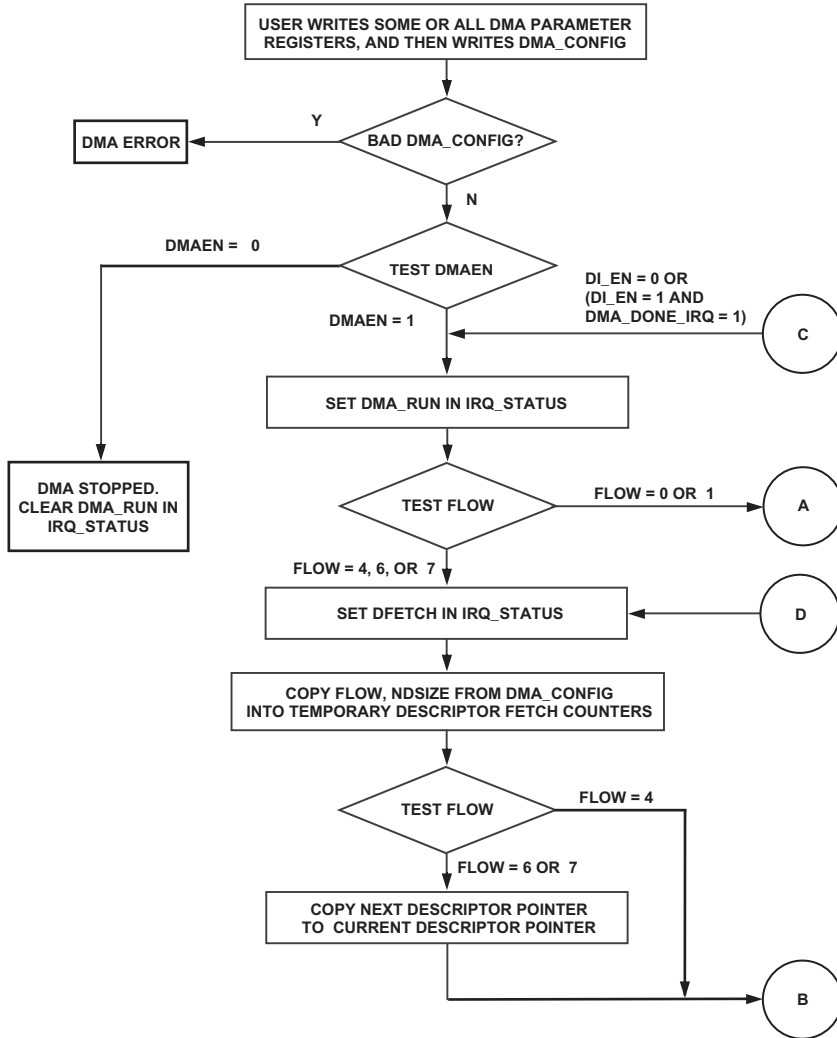 USER WRITES SOME OR ALL DMA PARAMETER
REGISTERS, AND THEN WRITES DMA_CONFIG
Y
DMA ERROR
BAD DMA_CONFIG?
N
DMAEN = 0
TEST DMAEN
DI_EN = 0 OR
(DI_EN = 1 AND
DMA_DONE_IRQ = 1)
C
DMAEN = 1
SET DMA_RUN IN IRQ_STATUS
DMA STOPPED.
CLEAR DMA_RUN IN
IRQ_STATUS
TEST FLOW
FLOW = 0 OR 1
A
FLOW = 4, 6, OR 7
SET DFETCH IN IRQ_STATUS
D
COPY FLOW, NDSIZE FROM DMA_CONFIG
INTO TEMPORARY DESCRIPTOR FETCH COUNTERS
TEST FLOW
FLOW = 4
FLOW = 6 OR 7
COPY NEXT DESCRIPTOR POINTER
TO CURRENT DESCRIPTOR POINTER
B